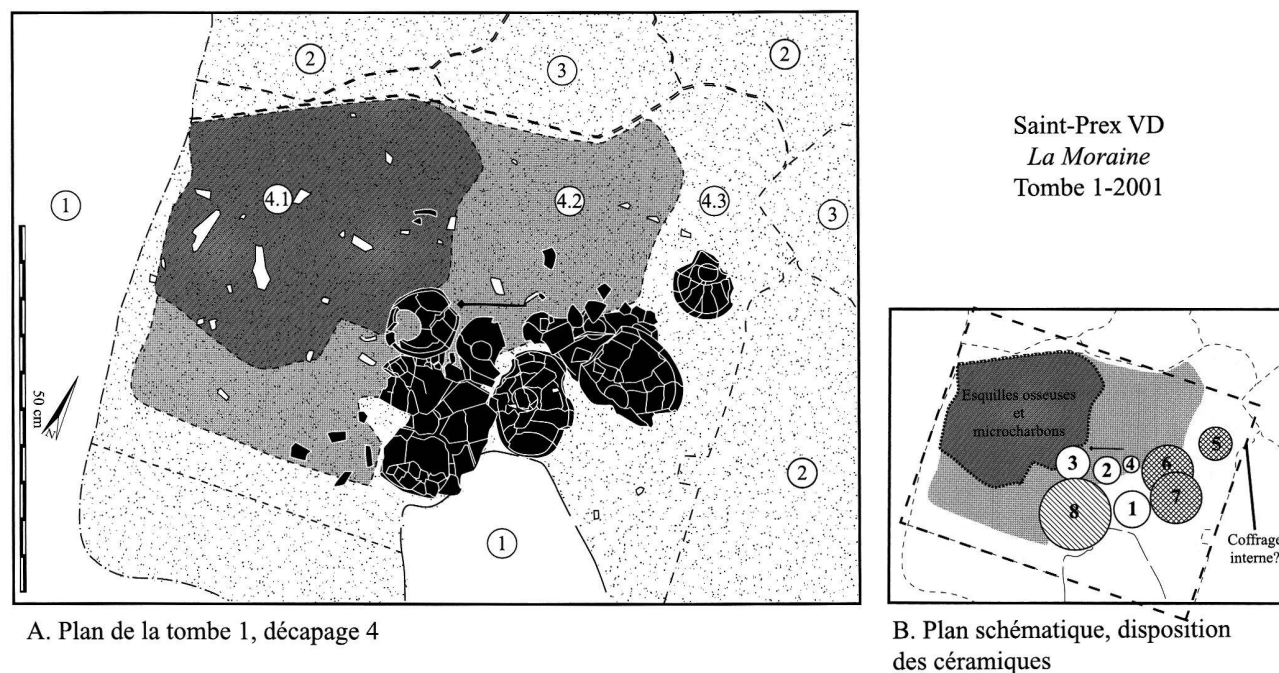 2
3
2
1
4.1
4.2
4.3
3
50 cm
N
2
1
A. Plan de la tombe 1, décapage 4
Saint-Prex VD
La Moraine
Tombe 1-2001
Esquilles osseuses
et
microcharbons
3
2
4
6
5
8
1
7
Coffrage
interne?
B. Plan schématique, disposition
des céramiques